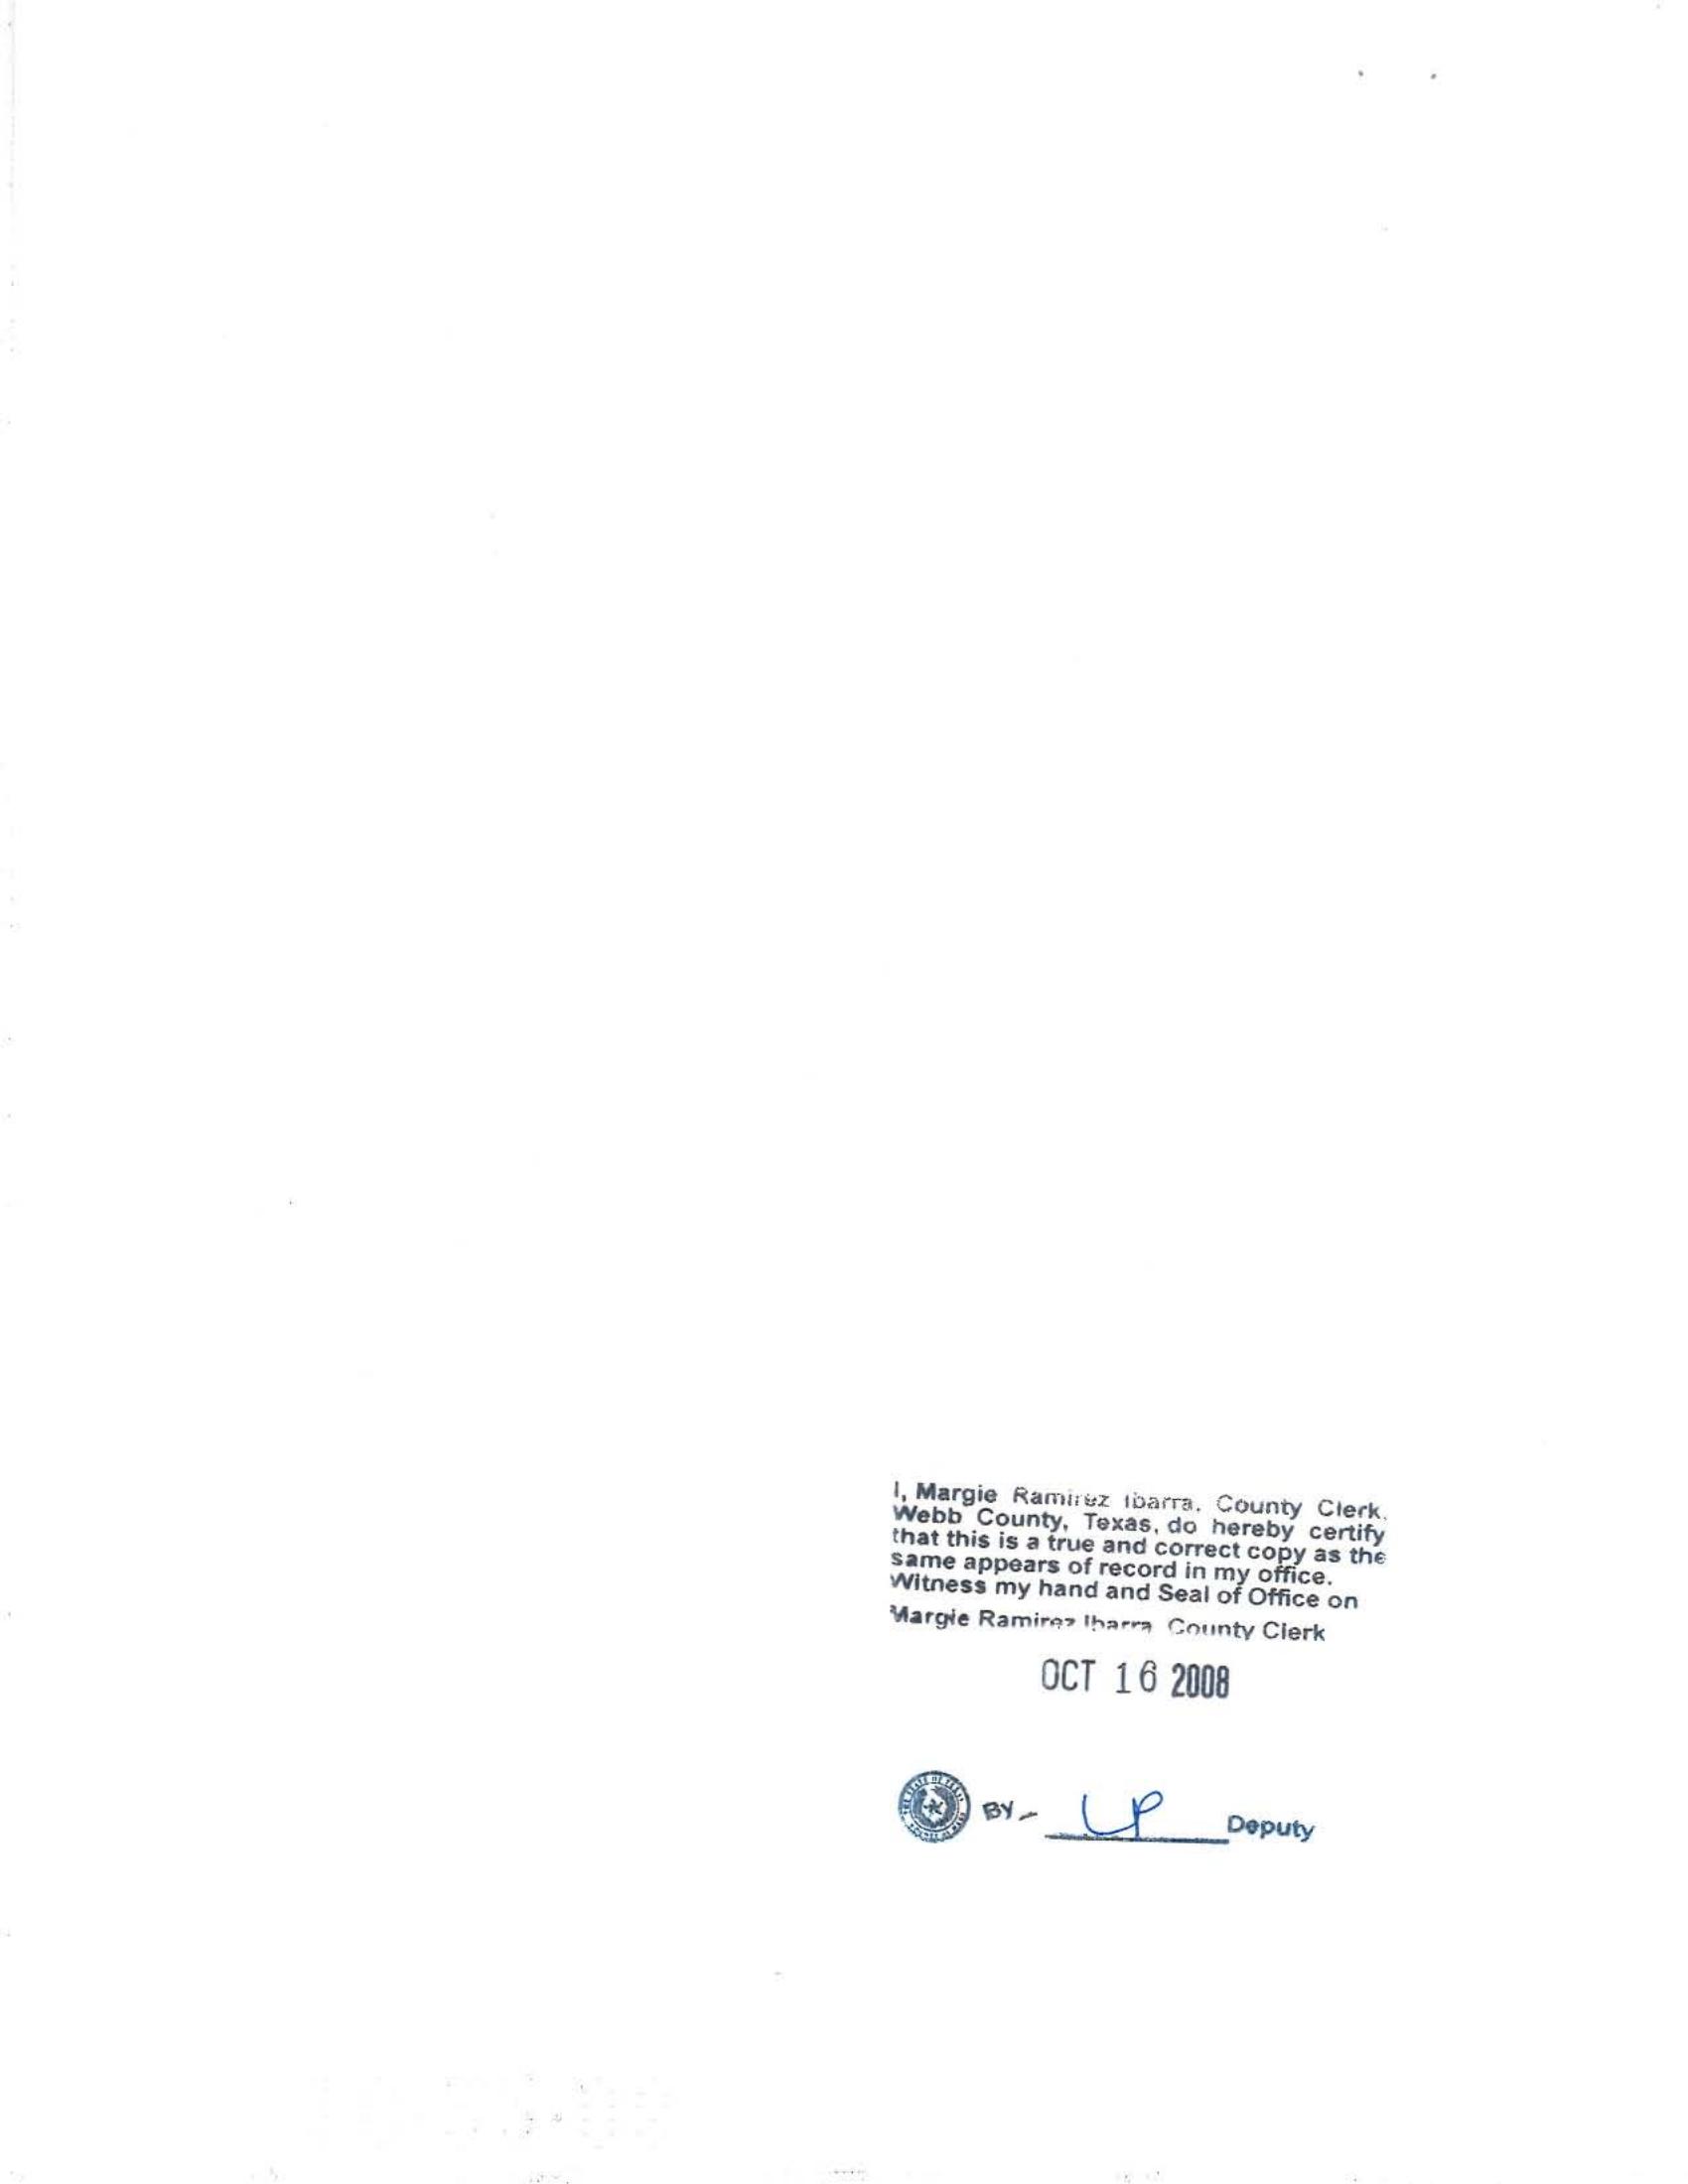 I, Margie Ramirez Ibarra, County Clerk,
Webb County, Texas, do hereby certify
that this is a true and correct copy as the
same appears of record in my office.
Witness my hand and Seal of Office on
Margie Ramirez Ibarra County Clerk
OCT 16 2008
BY - LP Deputy